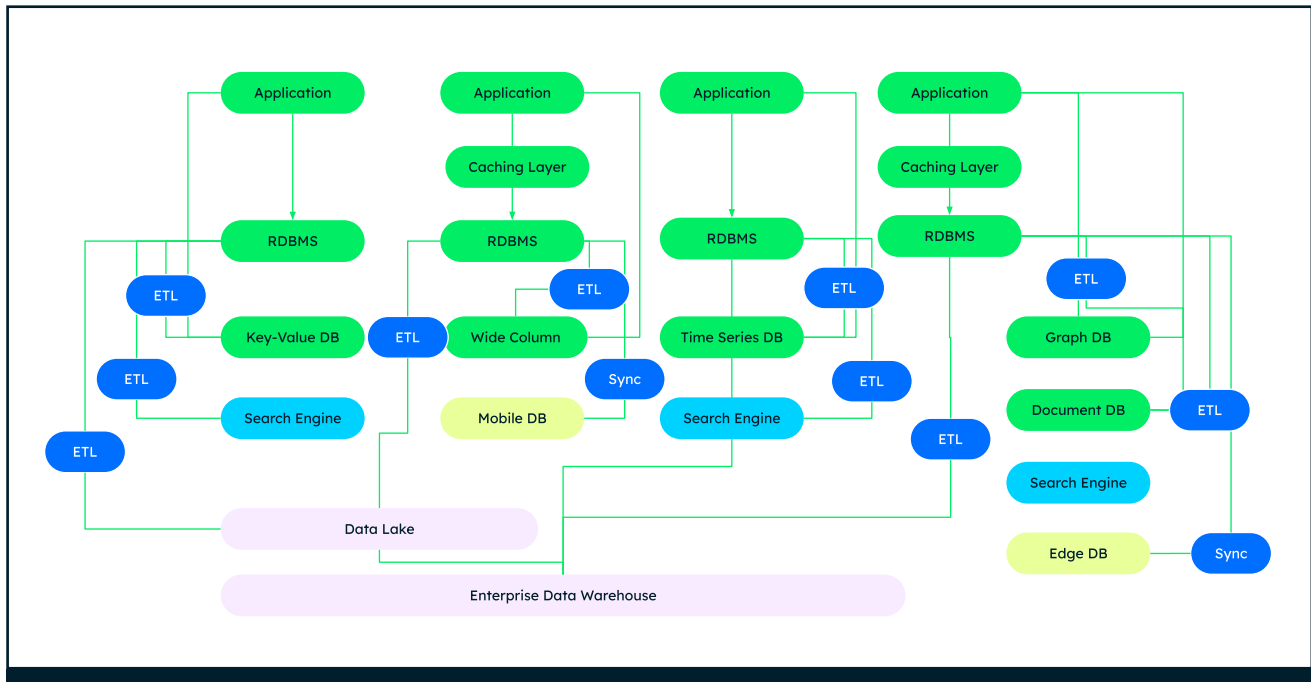 Application
Application
Application
Application
Caching Layer
Caching Layer
RDBMS
RDBMS
RDBMS
RDBMS
ETL
ETL
ETL
ETL
Key-Value DB
ETL
Wide Column
Time Series DB
Graph DB
ETL
Sync
ETL
Search Engine
Mobile DB
Search Engine
Document DB
ETL
ETL
ETL
Search Engine
Data Lake
Edge DB
Sync
Enterprise Data Warehouse